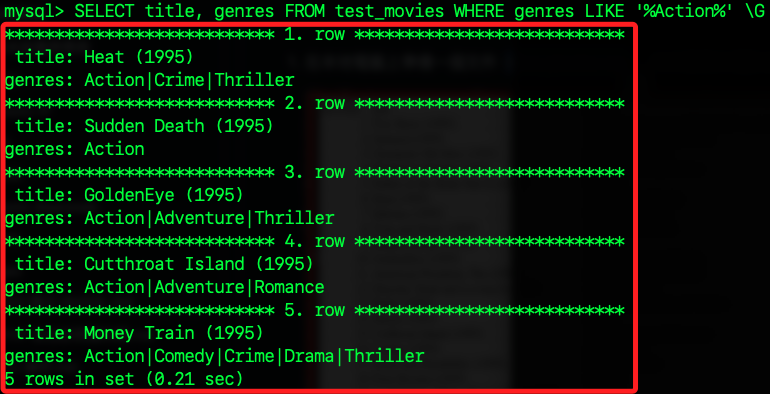 mysql> SELECT title, genres FROM test_movies WHERE genres LIKE '%Action%' \G
*************************** 1. row ***************************
title: Heat (1995)
genres: Action|Crime|Thriller
*************************** 2. row ***************************
title: Sudden Death (1995)
genres: Action
*************************** 3. row ***************************
title: GoldenEye (1995)
genres: Action|Adventure|Thriller
*************************** 4. row ***************************
title: Cutthroat Island (1995)
genres: Action|Adventure|Romance
*************************** 5. row ***************************
title: Money Train (1995)
genres: Action|Comedy|Crime|Drama|Thriller
5 rows in set (0.21 sec)